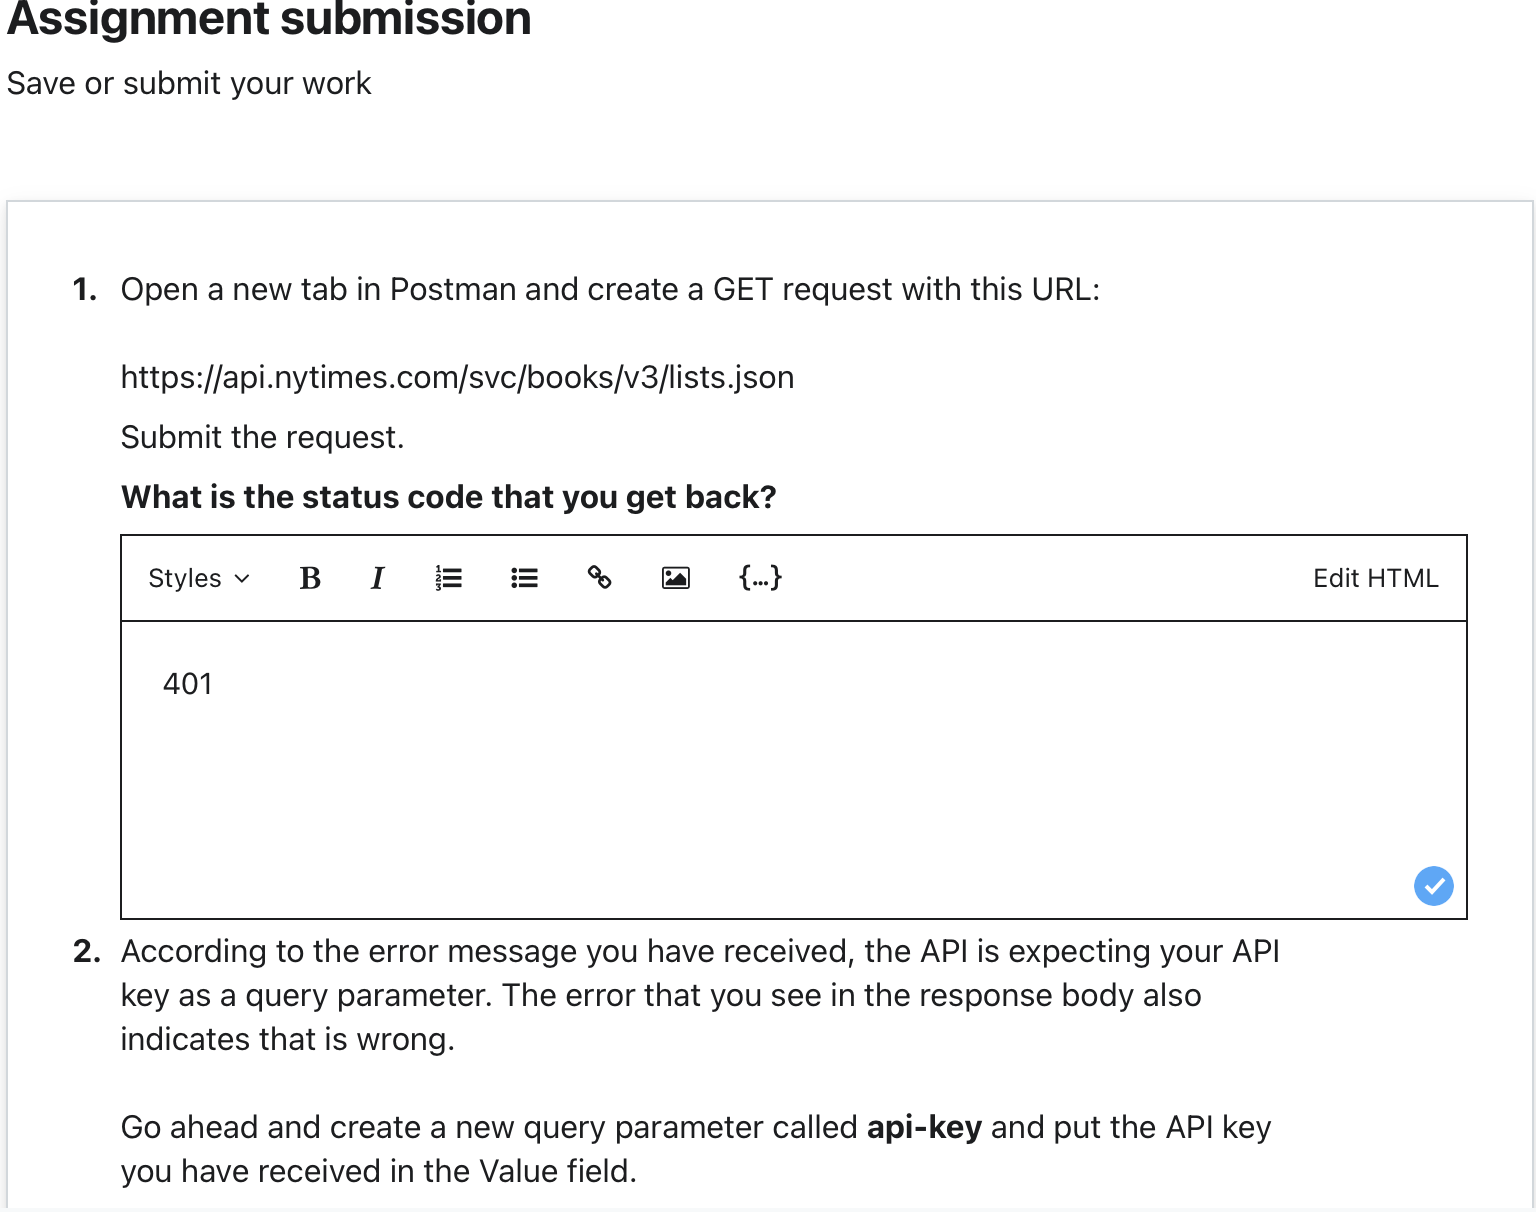 Assignment submission
Save or submit your work
1. Open a new tab in Postman and create a GET request with this URL:
https://api.nytimes.com/svc/books/v3/lists.json
Submit the request.
What is the status code that you get back?
Styles B I {...} Edit HTML
401
2. According to the error message you have received, the API is expecting your API
key as a query parameter. The error that you see in the response body also
indicates that is wrong.
Go ahead and create a new query parameter called api-key and put the API key
you have received in the Value field.